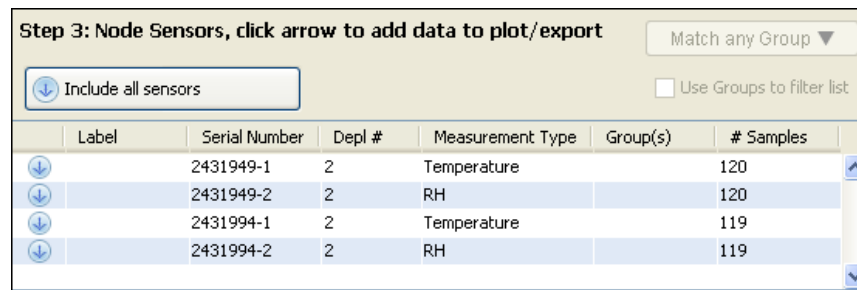 Step 3: Node Sensors, click arrow to add data to plot/export
Match any Group ▼
Include all sensors
Use Groups to filter list
Label Serial Number Depl # Measurement Type Group(s) # Samples
2431949-1 2 Temperature 120
2431949-2 2 RH 120
2431994-1 2 Temperature 119
2431994-2 2 RH 119